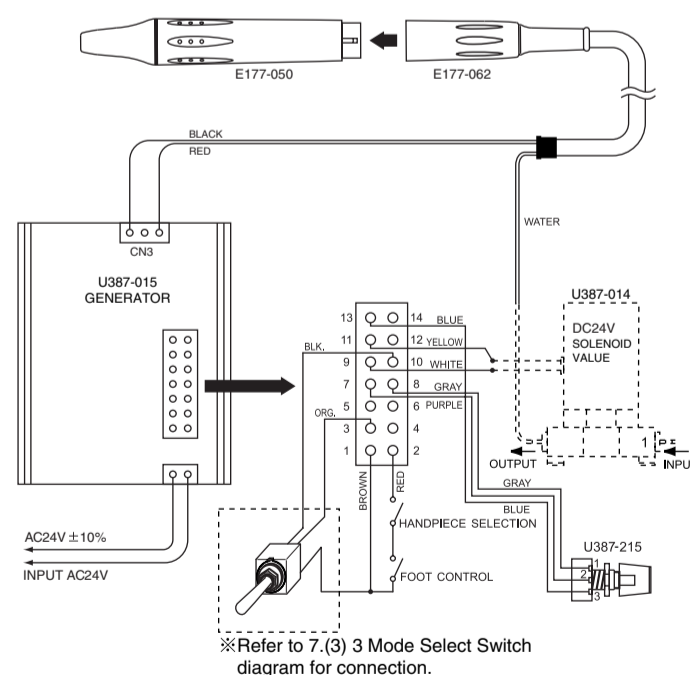 E177-050
E177-062
BLACK
RED
WATER
CN3
U387-015
GENERATOR
U387-014
DC24V
SOLENOID
VALUE
13
14
BLUE
11
12
YELLOW
BLK.
9
10
WHITE
7
8
GRAY
5
6
PURPLE
ORG.
3
4
1
2
1
OUTPUT
INPU
BROWN
RED
GRAY
BLUE
HANDPIECE SELECTION
FOOT CONTROL
AC24V ±10%
INPUT AC24V
U387-215
1
2
3
※Refer to 7.(3) 3 Mode Select Switch
diagram for connection.